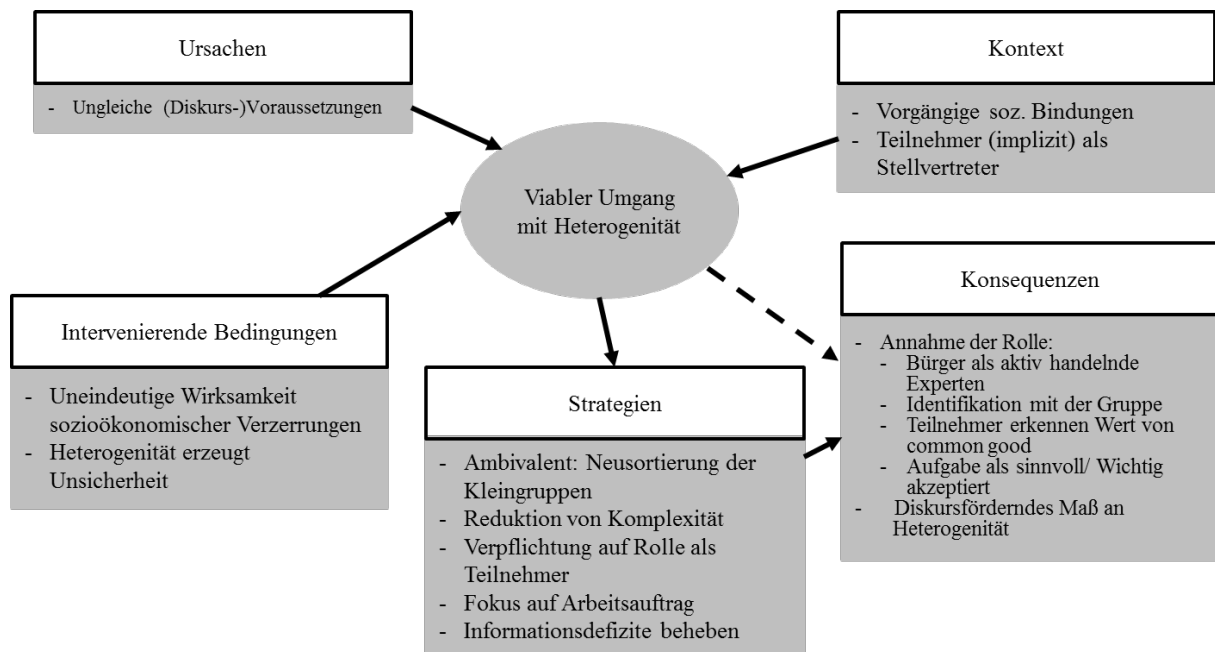 Ursachen
- Ungleiche (Diskurs-)Voraussetzungen
Kontext
- Vorgängige soz. Bindungen
- Teilnehmer (implizit) als
Stellvertreter
Viabler Umgang
mit Heterogenität
Intervenierende Bedingungen
- Uneindeutige Wirksamkeit
sozioökonomischer Verzerrungen
- Heterogenität erzeugt
Unsicherheit
Strategien
- Ambivalent: Neusortierung der
Kleingruppen
- Reduktion von Komplexität
- Verpflichtung auf Rolle als
Teilnehmer
- Fokus auf Arbeitsauftrag
- Informationsdefizite beheben
Konsequenzen
- Annahme der Rolle:
- Bürger als aktiv handelnde
Experten
- Identifikation mit der Gruppe
- Teilnehmer erkennen Wert von
common good
- Aufgabe als sinnvoll/ Wichtig
akzeptiert
- Diskursförderndes Maß an
Heterogenität